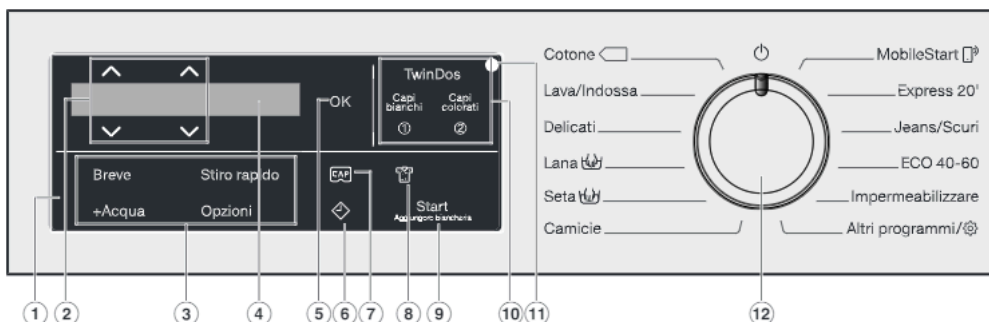 TwinDos
Capi bianchi
①
Capi colorati
②
OK
Breve
Stiro rapido
+Acqua
Opzioni
CAP
Start
Aggiungere biancheria
Cotone
Lava/Indossa
Delicati
Lana
Seta
Camicie
MobileStart
Express 20'
Jeans/Scuri
ECO 40-60
Impermeabilizzare
Altri programmi/
① ② ③ ④ ⑤ ⑥ ⑦ ⑧ ⑨ ⑩ ⑪ ⑫